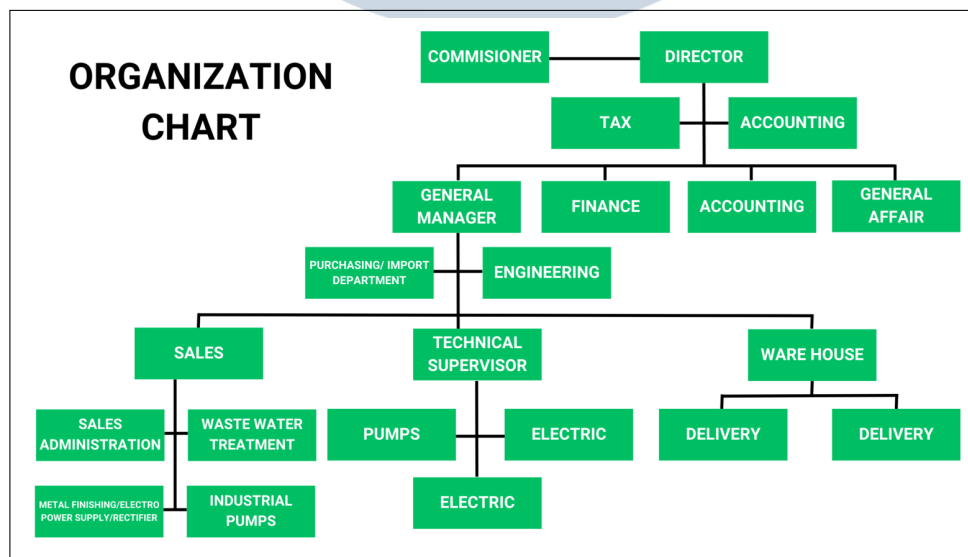 ORGANIZATION
CHART
COMMISIONER
DIRECTOR
TAX
ACCOUNTING
GENERAL
MANAGER
FINANCE
ACCOUNTING
GENERAL
AFFAIR
PURCHASING/ IMPORT
DEPARTMENT
ENGINEERING
SALES
TECHNICAL
SUPERVISOR
WARE HOUSE
SALES
ADMINISTRATION
WASTE WATER
TREATMENT
PUMPS
ELECTRIC
DELIVERY
DELIVERY
METAL FINISHING/ELECTRO
POWER SUPPLY/RECTIFIER
INDUSTRIAL
PUMPS
ELECTRIC